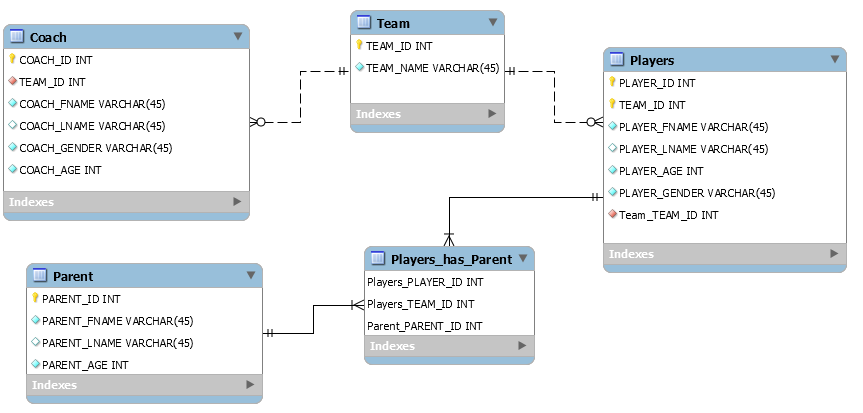 Coach
COACH_ID INT
TEAM_ID INT
COACH_FNAME VARCHAR(45)
COACH_LNAME VARCHAR(45)
COACH_GENDER VARCHAR(45)
COACH_AGE INT
Indexes
Team
TEAM_ID INT
TEAM_NAME VARCHAR(45)
Indexes
Players
PLAYER_ID INT
TEAM_ID INT
PLAYER_FNAME VARCHAR(45)
PLAYER_LNAME VARCHAR(45)
PLAYER_AGE INT
PLAYER_GENDER VARCHAR(45)
Team_TEAM_ID INT
Indexes
Parent
PARENT_ID INT
PARENT_FNAME VARCHAR(45)
PARENT_LNAME VARCHAR(45)
PARENT_AGE INT
Indexes
Players_has_Parent
Players_PLAYER_ID INT
Players_TEAM_ID INT
Parent_PARENT_ID INT
Indexes